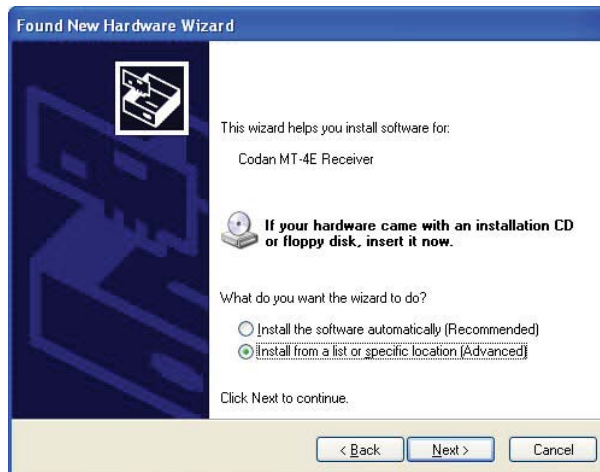 Found New Hardware Wizard
This wizard helps you install software for:
Codan MT-4E Receiver
If your hardware came with an installation CD
or floppy disk, insert it now.
What do you want the wizard to do?
Install the software automatically (Recommended)
Install from a list or specific location (Advanced)
Click Next to continue.
< Back Next > Cancel